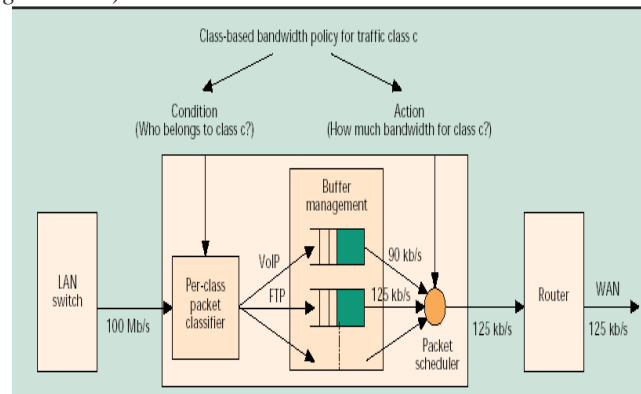 Class-based bandwidth policy for traffic class c
Condition
(Who belongs to class c?)
Action
(How much bandwidth for class c?)
Buffer
management
LAN
switch
100 Mb/s
Per-class
packet
classifier
VoIP
FTP
90 kb/s
125 kb/s
Packet
scheduler
125 kb/s
Router
WAN
125 kb/s